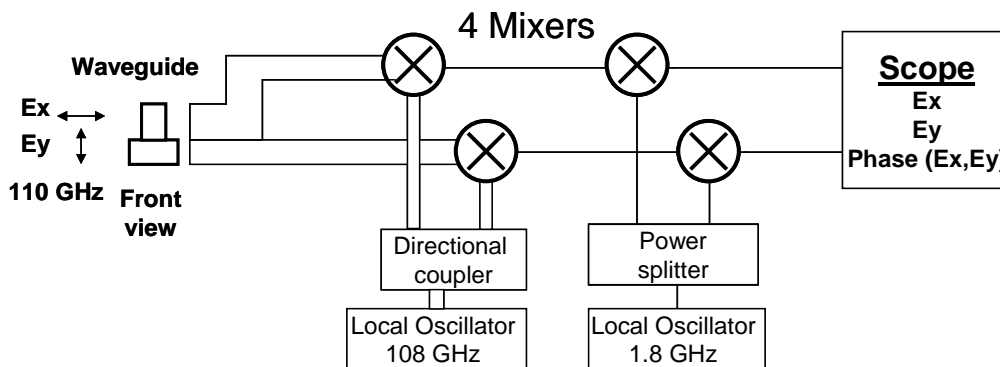 4 Mixers
Waveguide
Ex
Ey
110 GHz
Front
view
Scope
Ex
Ey
Phase (Ex,Ey)
Directional
coupler
Power
splitter
Local Oscillator
108 GHz
Local Oscillator
1.8 GHz